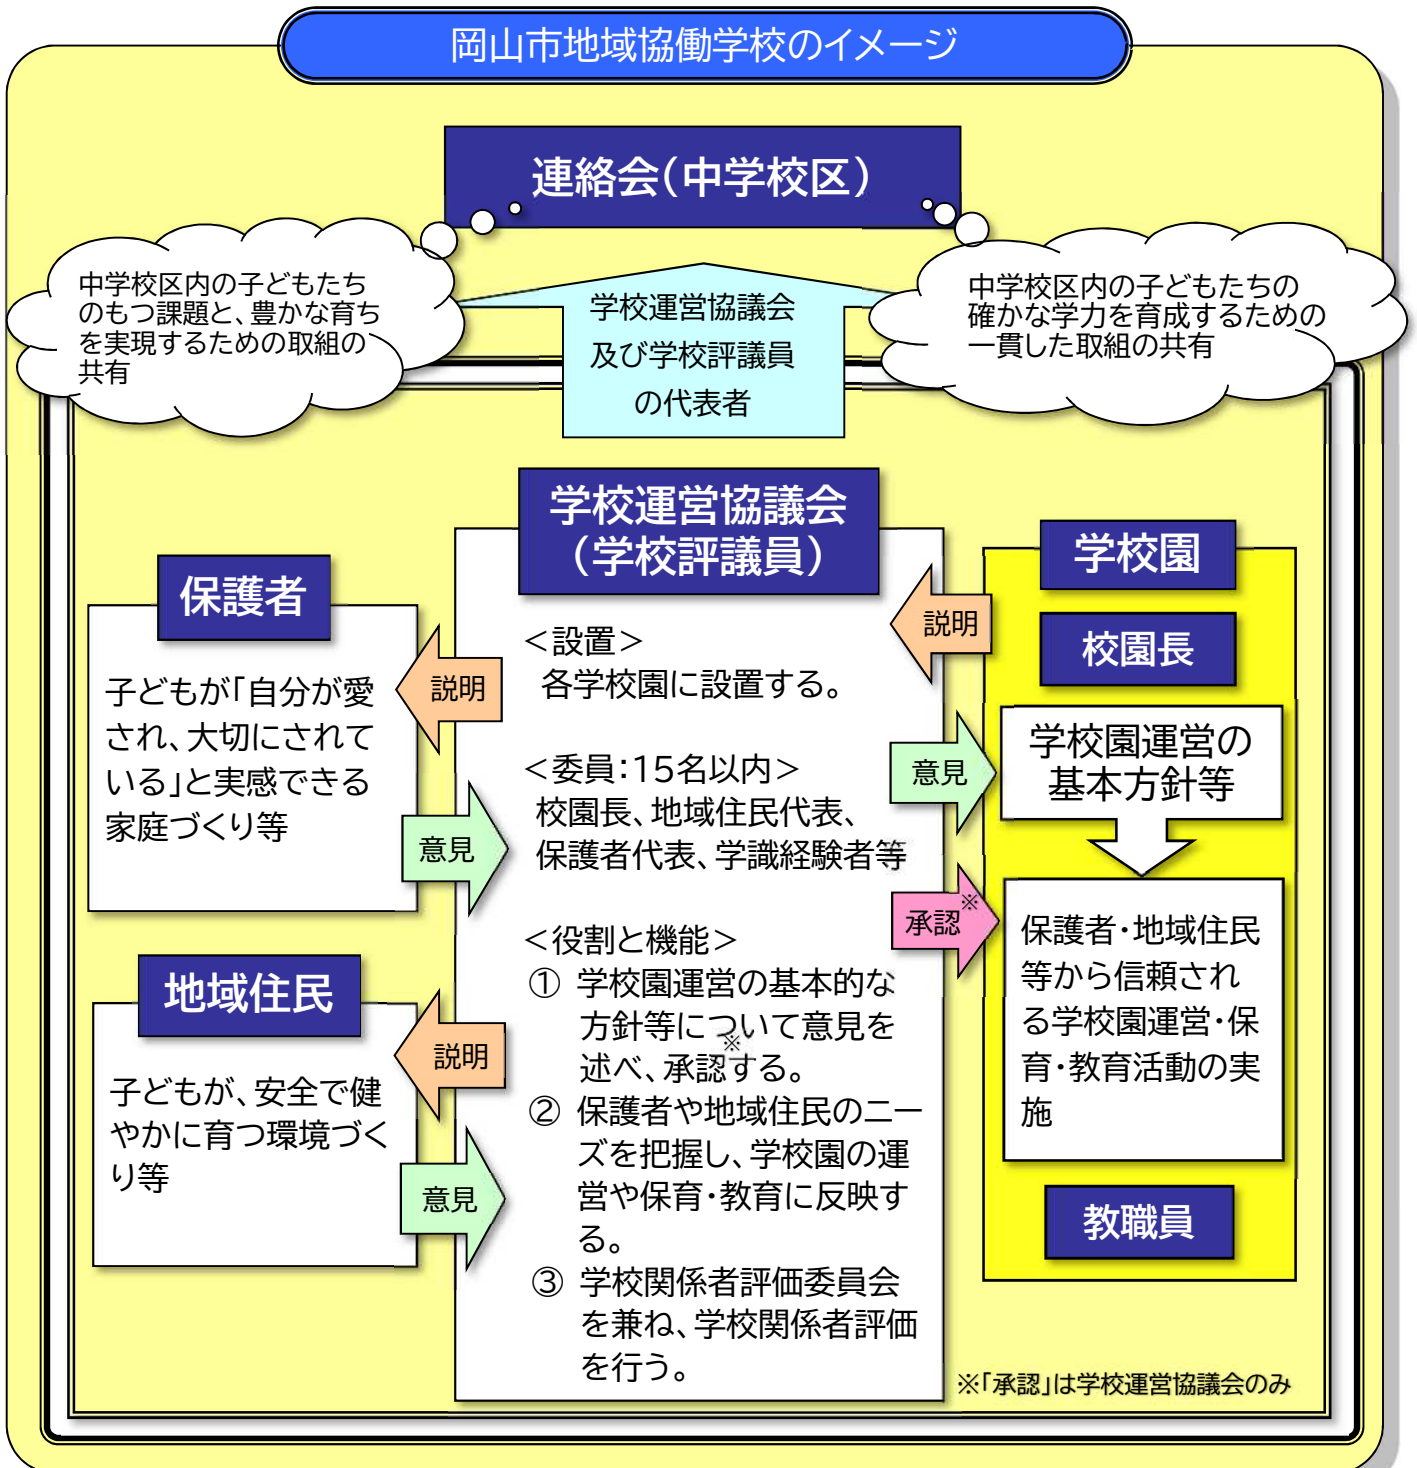 岡山市地域協働学校のイメージ
連絡会(中学校区)
中学校区内の子どもたち
のもつ課題と、豊かな育ち
を実現するための取組の
共有
学校運営協議会
及び学校評議員
の代表者
中学校区内の子どもたちの
確かな学力を育成するための
一貫した取組の共有
保護者
子どもが「自分が愛
され、大切にされて
いる」と実感できる
家庭づくり等
説明
意見
地域住民
子どもが、安全で健
やかに育つ環境づく
り等
説明
意見
学校運営協議会
(学校評議員)
<設置>
各学校園に設置する。
<委員:15名以内>
校園長、地域住民代表、
保護者代表、学識経験者等
<役割と機能>
① 学校園運営の基本的な
方針等について意見を
※
述べ、承認する。
② 保護者や地域住民のニー
ズを把握し、学校園の運
営や保育・教育に反映す
る。
③ 学校関係者評価委員会
を兼ね、学校関係者評価
を行う。
説明
意見
承認※
学校園
校園長
学校園運営の
基本方針等
保護者・地域住民
等から信頼され
る学校園運営・保
育・教育活動の実
施
教職員
※「承認」は学校運営協議会のみ